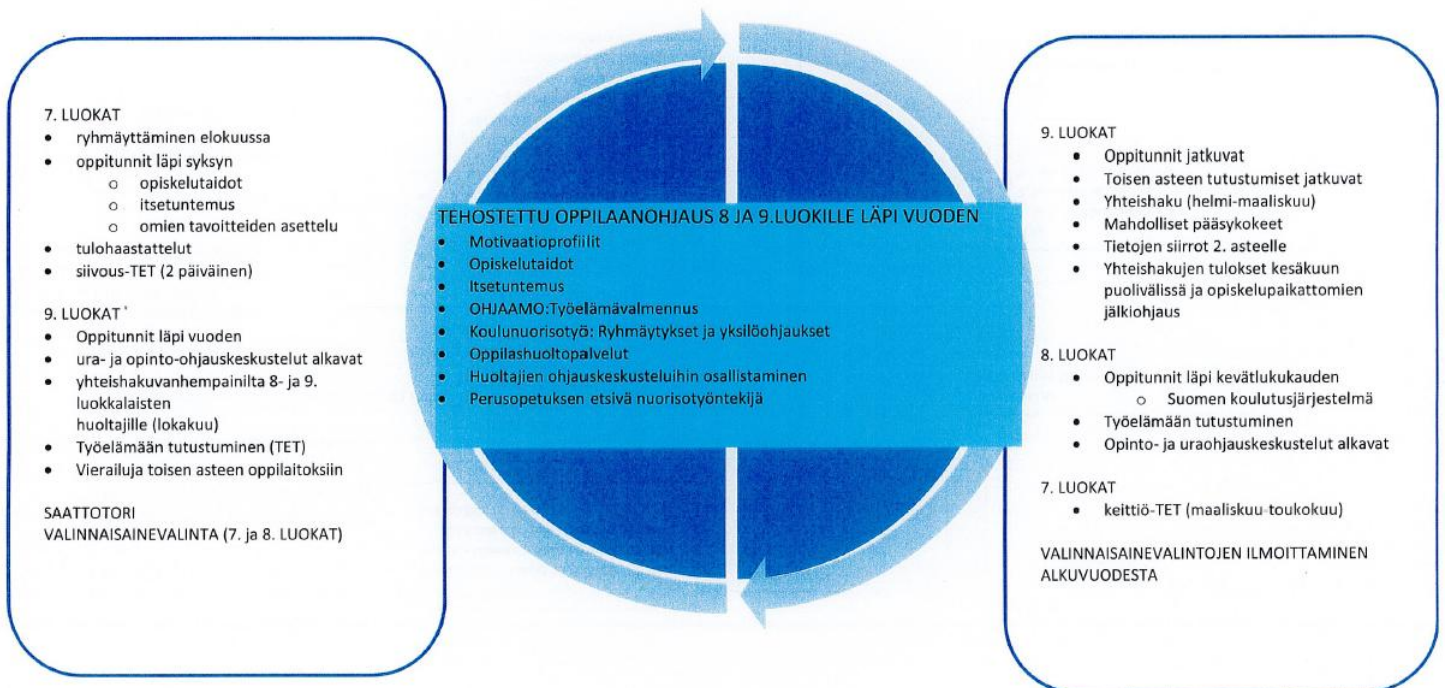 7. LUOKAT
• ryhmäyttäminen elokuussa
• oppitunnit läpi syksyn
o opiskelutaidot
o itsetuntemus
o omien tavoitteiden asettelu
• tulohaastattelut
• siivous-TET (2 päiväinen)
9. LUOKAT
• Oppitunnit läpi vuoden
• ura- ja opinto-ohjauskeskustelut alkavat
• yhteishakuvanhempainilta 8- ja 9.
luokkalaisten
huoltajille (lokakuu)
• Työelämään tutustuminen (TET)
• Vierailuja toisen asteen oppilaitoksiin
SAATTOTORI
VALINNAISAINEVALINTA (7. ja 8. LUOKAT)
TEHOSTETTU OPPILAANOHJAUS 8 JA 9.LUOKILLE LÄPI VUODEN
• Motivaatioprofiilit
• Opiskelutaidot
• Itsetuntemus
• OHJAAMO:Työelämävalmennus
• Koulunuorisotyö: Ryhmäytykset ja yksilöohjaukset
• Oppilashuoltopalvelut
• Huoltajien ohjauskeskusteluihin osallistaminen
• Perusopetuksen etsivä nuorisotyöntekijä
9. LUOKAT
• Oppitunnit jatkuvat
• Toisen asteen tutustumiset jatkuvat
• Yhteishaku (helmi-maaliskuu)
• Mahdolliset pääsykokeet
• Tietojen siirrot 2. asteelle
• Yhteishakujen tulokset kesäkuun
puolivälissä ja opiskelupaikattomien
jälkiohjaus
8. LUOKAT
• Oppitunnit läpi kevätlukukauden
o Suomen koulutusjärjestelmä
• Työelämään tutustuminen
• Opinto- ja uraohjauskeskustelut alkavat
7. LUOKAT
• keittiö-TET (maaliskuu-toukokuu)
VALINNAISAINEVALINTOJEN ILMOITTAMINEN
ALKUVUODESTA